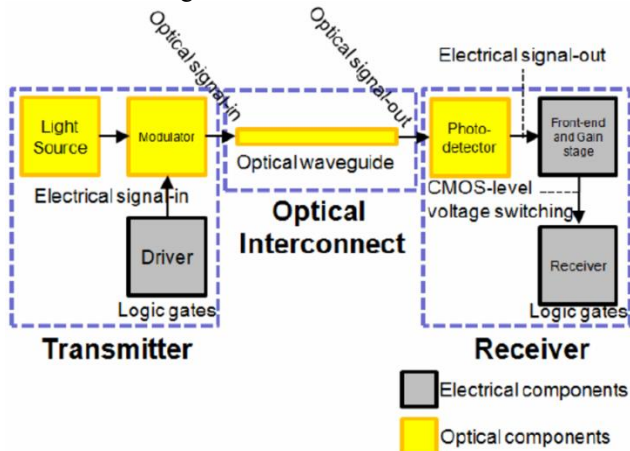 Optical signal-in
Optical signal-out
Electrical signal-out
Light
Source
Modulator
Optical waveguide
Photo-
detector
Front-end
and Gain
stage
Electrical signal-in
CMOS-level
voltage switching
Optical
Interconnect
Driver
Receiver
Logic gates
Logic gates
Transmitter
Receiver
Electrical components
Optical components